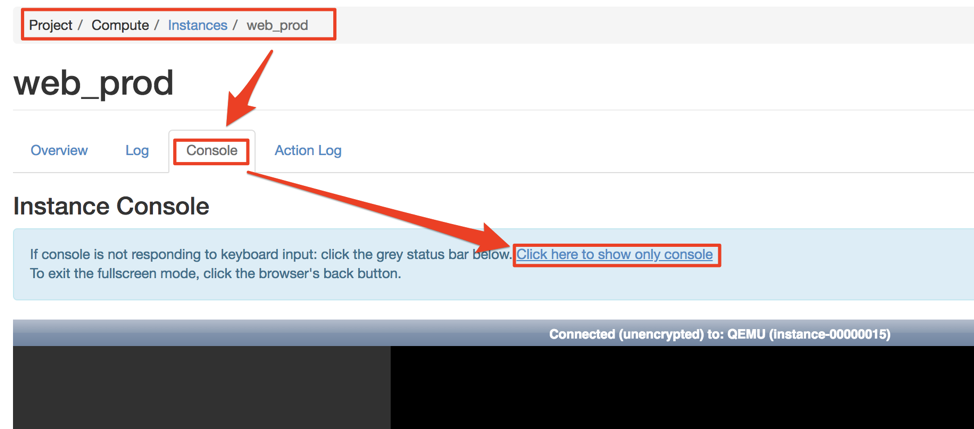 Project / Compute / Instances / web_prod
web_prod
Overview Log Console Action Log
Instance Console
If console is not responding to keyboard input: click the grey status bar below. Click here to show only console
To exit the fullscreen mode, click the browser's back button.
Connected (unencrypted) to: QEMU (instance-00000015)